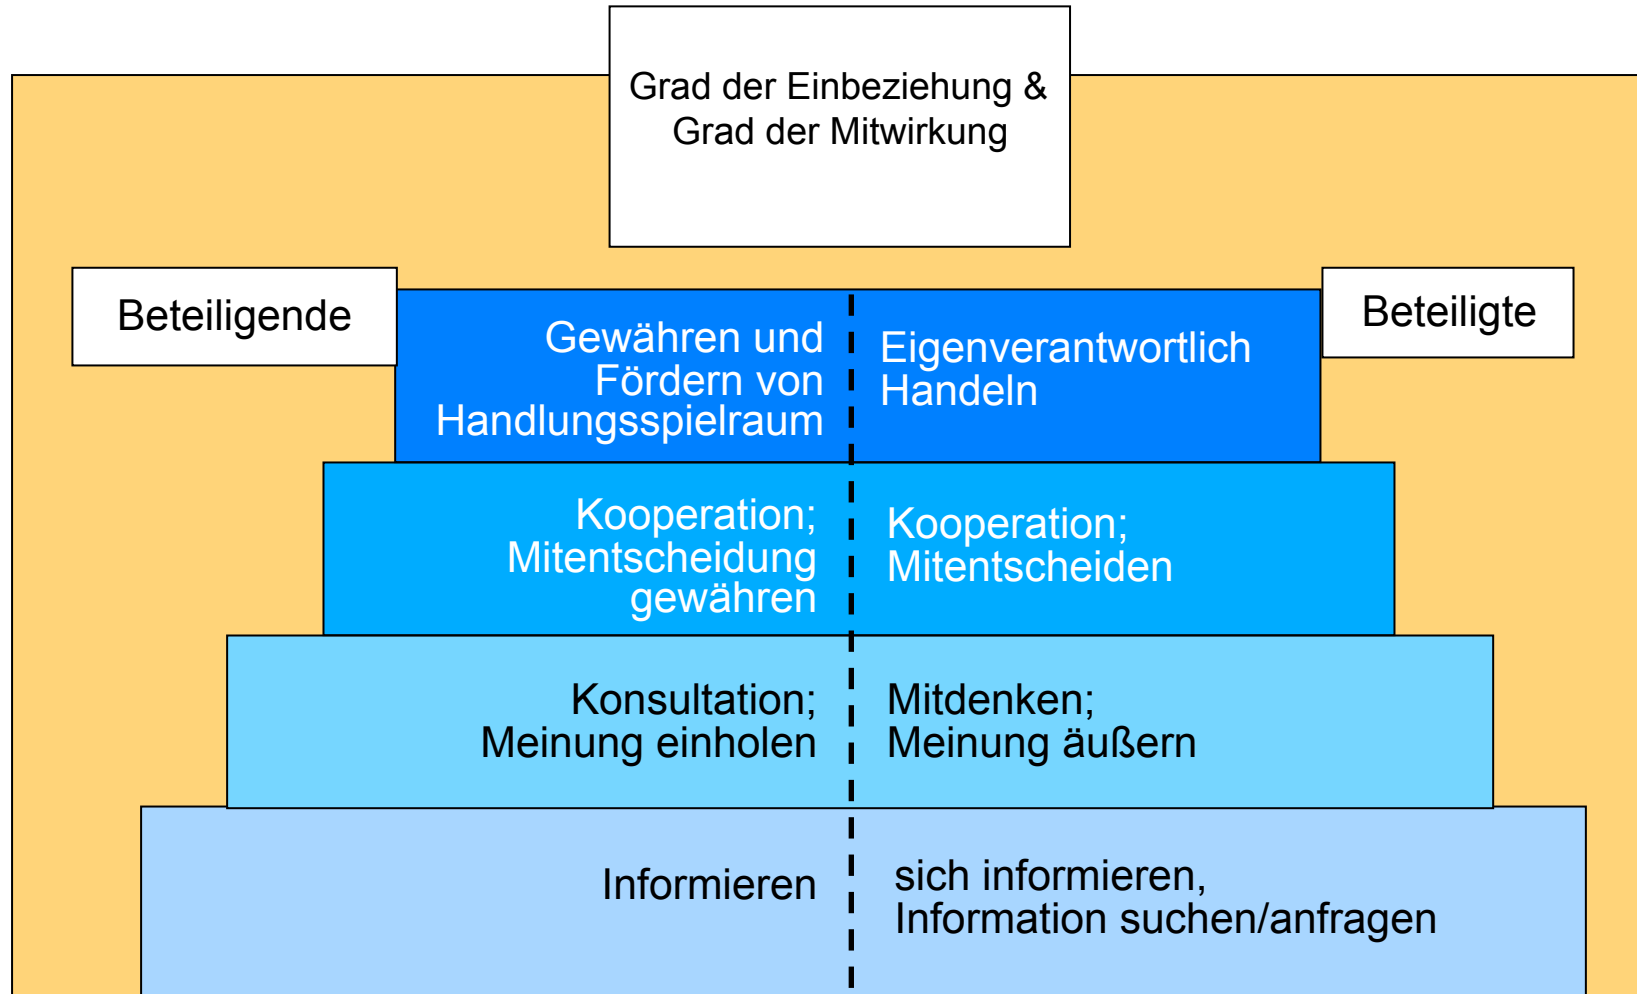 Grad der Einbeziehung &
Grad der Mitwirkung
Beteiligende
Beteiligte
Gewähren und
Fördern von
Handlungsspielraum
Eigenverantwortlich
Handeln
Kooperation;
Mitentscheidung
gewähren
Kooperation;
Mitentscheiden
Konsultation;
Meinung einholen
Mitdenken;
Meinung äußern
Informieren
sich informieren,
Information suchen/anfragen